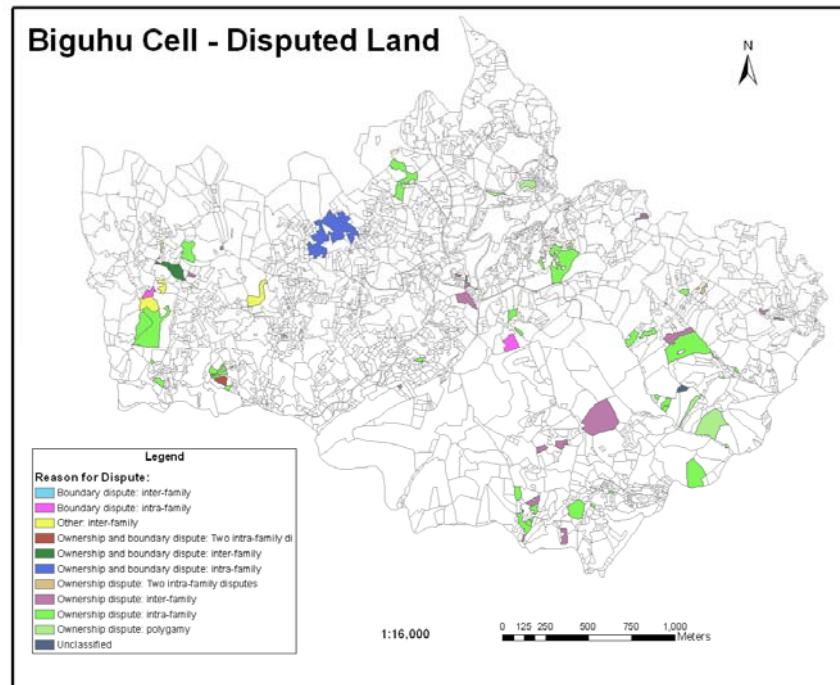 Biguhu Cell - Disputed Land
N
Legend
Reason for Dispute:
Boundary dispute: inter-family
Boundary dispute: intra-family
Other: inter-family
Ownership and boundary dispute: Two intra-family di
Ownership and boundary dispute: inter-family
Ownership and boundary dispute: intra-family
Ownership dispute: Two intra-family disputes
Ownership dispute: inter-family
Ownership dispute: intra-family
Ownership dispute: polygamy
Unclassified
1:16,000
0 125 250 500 750 1,000
Meters